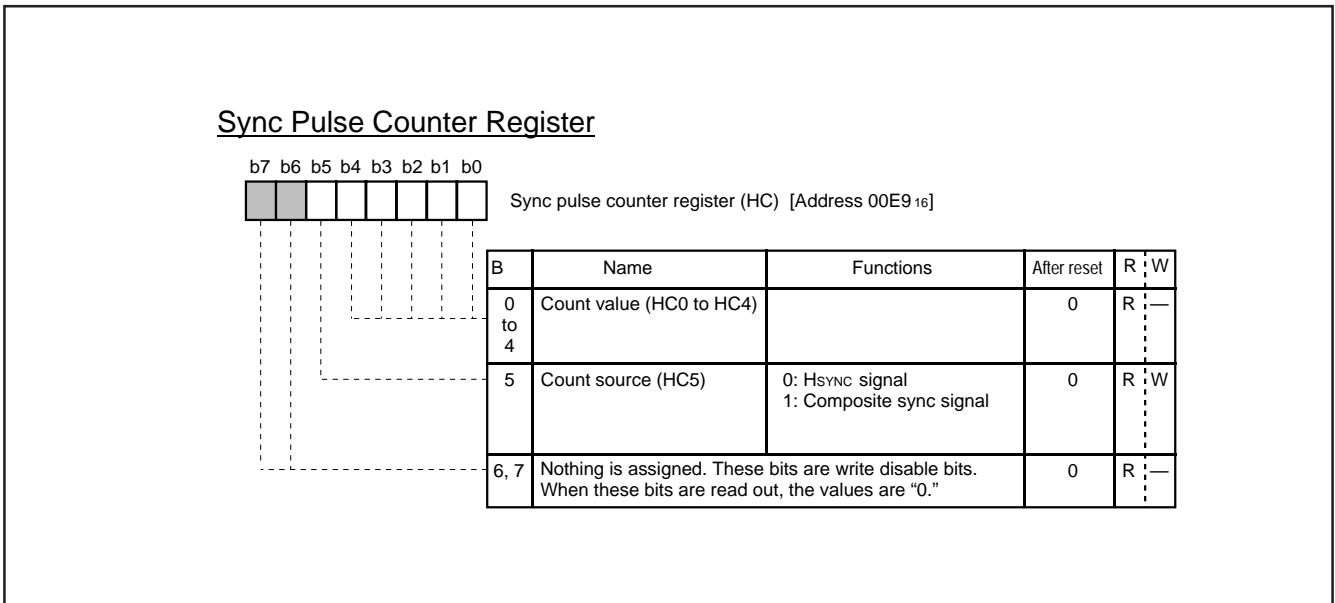 Sync Pulse Counter Register
b7 b6 b5 b4 b3 b2 b1 b0
Sync pulse counter register (HC) [Address 00E9 16]
B Name Functions After reset R W
0 to 4 Count value (HC0 to HC4) 0 R —
5 Count source (HC5) 0: HSYNC signal 0 R W
1: Composite sync signal
6, 7 Nothing is assigned. These bits are write disable bits. 0 R —
When these bits are read out, the values are “0.”